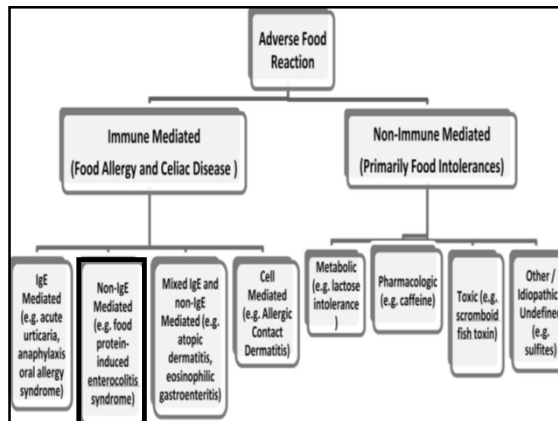 Adverse Food
Reaction
Immune Mediated
(Food Allergy and Celiac Disease )
Non-Immune Mediated
(Primarily Food Intolerances)
IgE
Mediated
(e.g. acute
urticaria,
anaphylaxis
oral allergy
syndrome)
Non-IgE
Mediated
(e.g. food
protein-
induced
enterocolitis
syndrome)
Mixed IgE and
non-IgE
Mediated (e.g.
atopic
dermatitis,
eosinophilic
gastroenteritis)
Cell
Mediated
(e.g. Allergic
Contact
Dermatitis)
Metabolic
(e.g. lactose
intolerance
)
Pharmacologic
(e.g. caffeine)
Toxic (e.g.
scromboid
fish toxin)
Other /
Idiopathic
Undefined
(e.g.
sulfites)